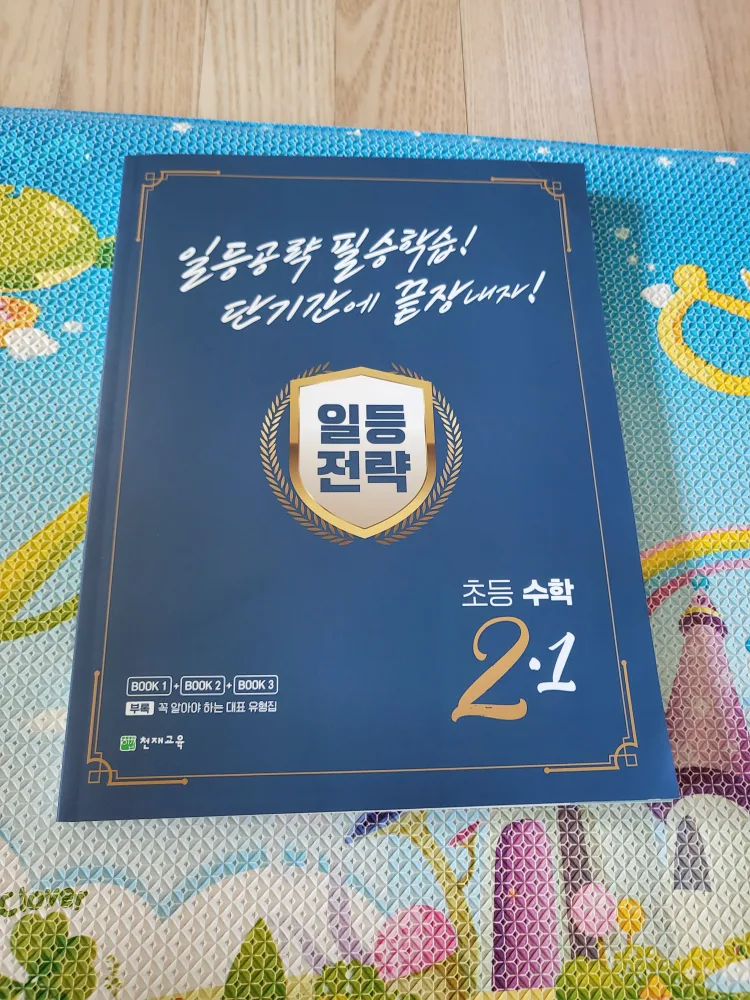 일등공략 필승학습!
단기간에 끝장내자!
일등
전략
초등 수학
2·1
BOOK 1 + BOOK 2 + BOOK 3
부록 꼭 알아야 하는 대표 유형집
천재교육
Clover